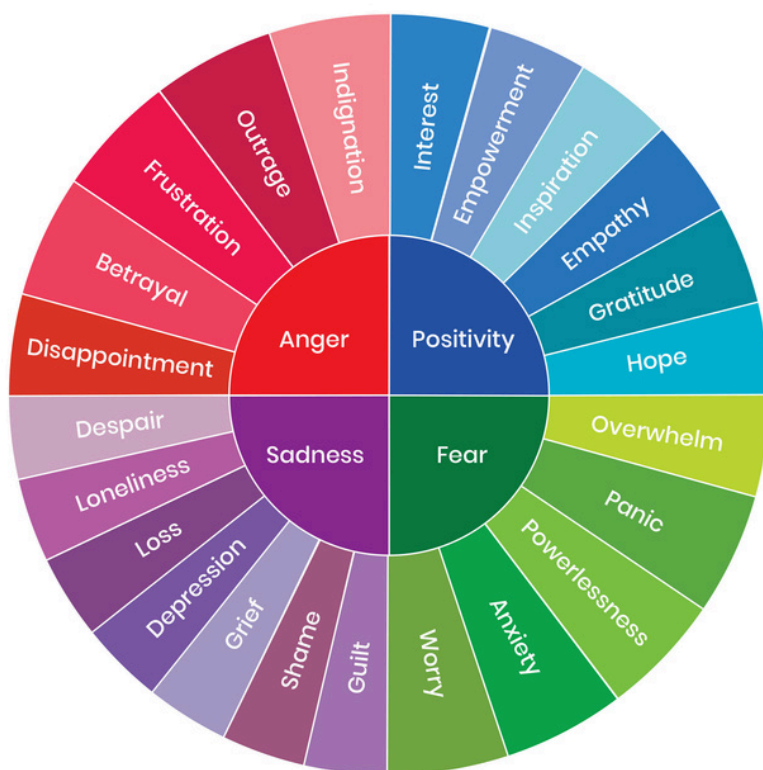 Indignation
Outrage
Frustration
Betrayal
Disappointment
Anger
Interest
Empowerment
Inspiration
Empathy
Gratitude
Hope
Positivity
Despair
Loneliness
Loss
Depression
Grief
Shame
Guilt
Sadness
Overwhelm
Panic
Powerlessness
Anxiety
Worry
Fear